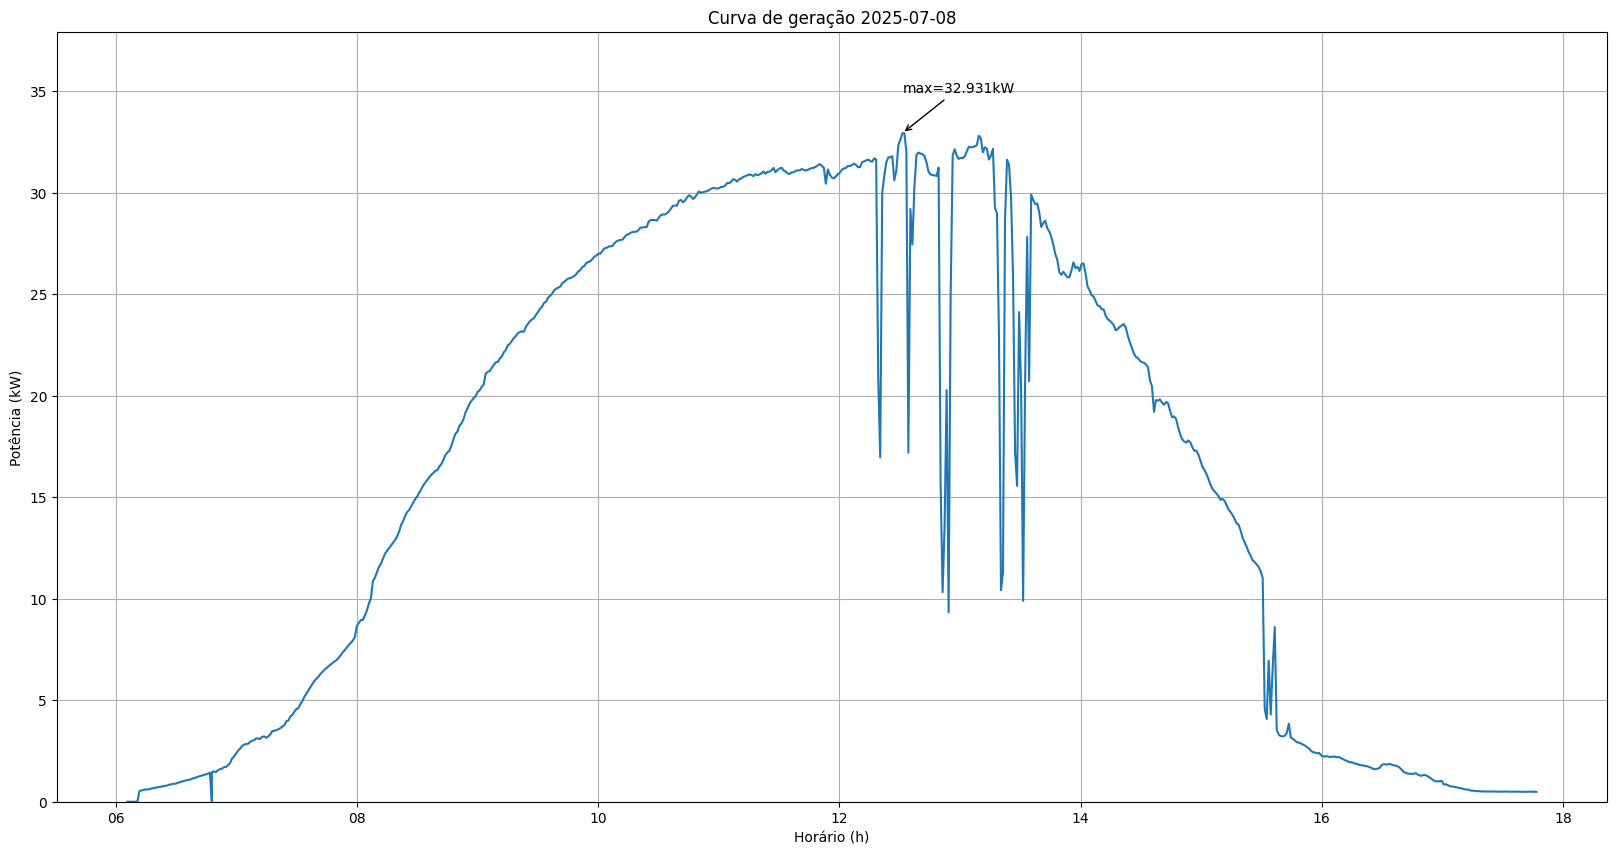 Curva de geração 2025-07-08
max=32.931kW
Potência (kW)
35
30
25
20
15
10
5
0
06 08 10 12 14 16 18
Horário (h)